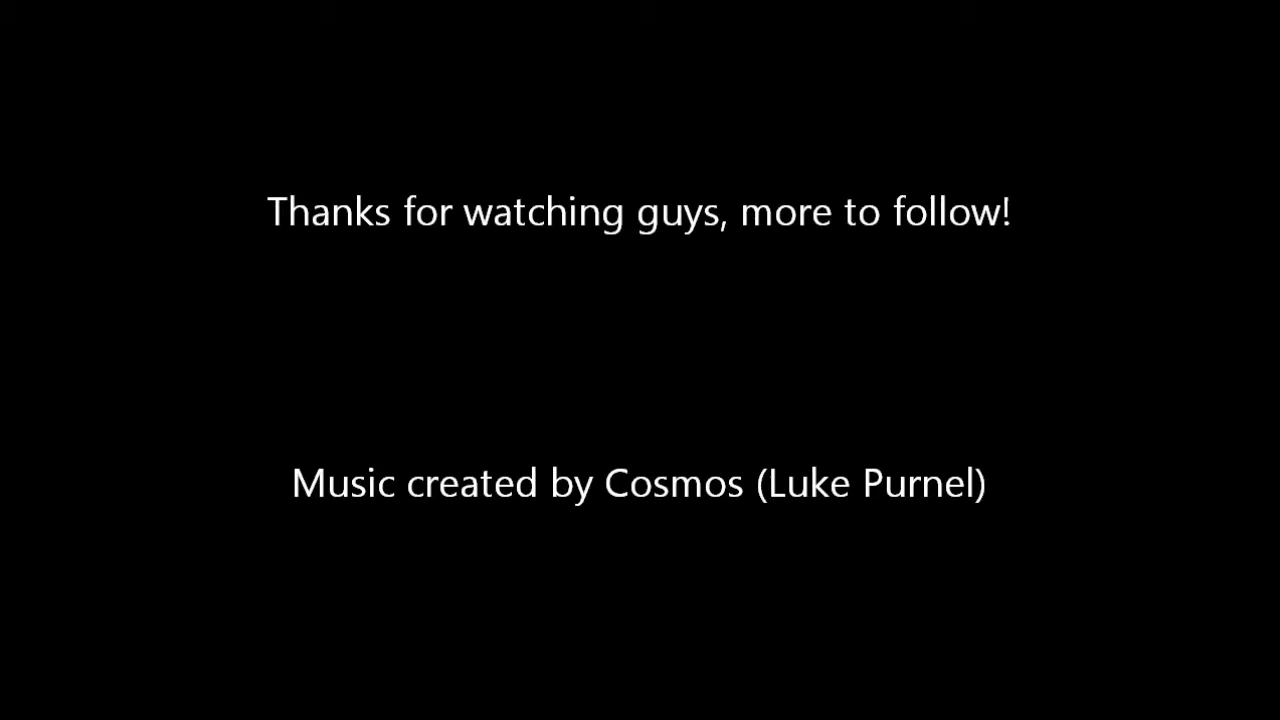 Thanks for watching guys, more to follow!
Music created by Cosmos (Luke Purnel)